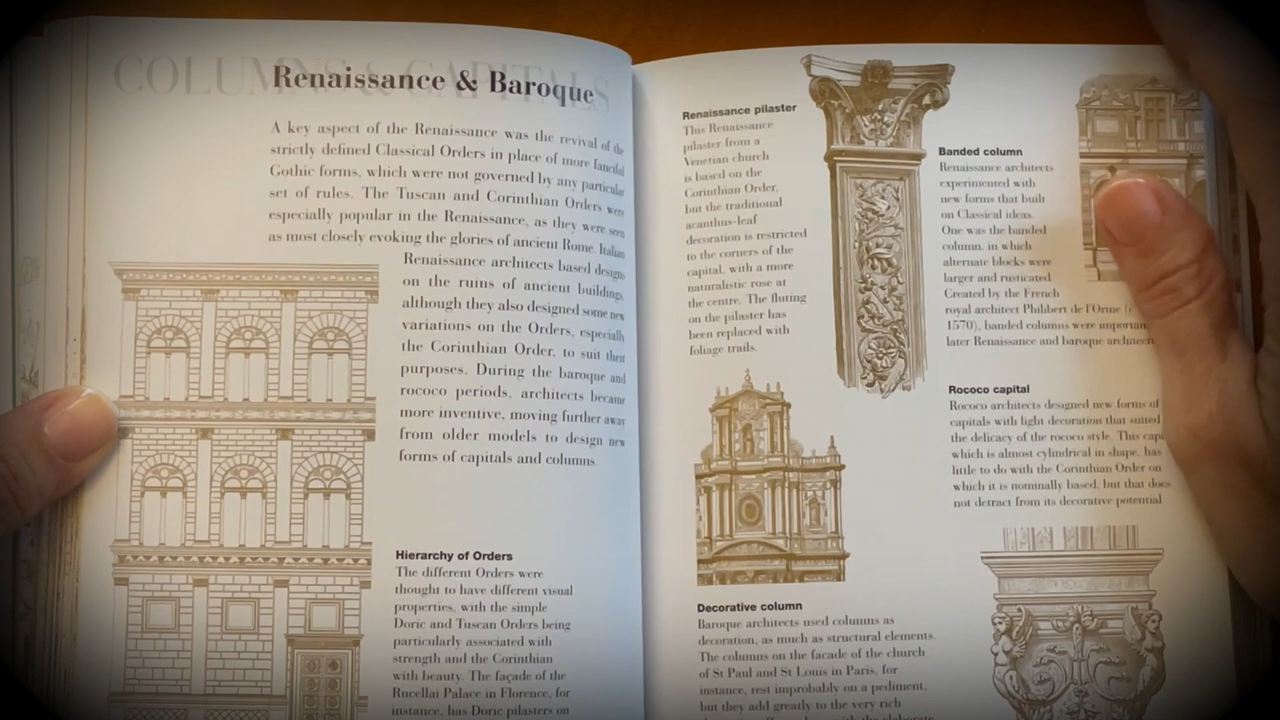 COLUMNS & CAPITALS
Renaissance & Baroque
A key aspect of the Renaissance was the revival of the
strictly defined Classical Orders in place of more fanciful
Gothic forms, which were not governed by any particular
set of rules. The Tuscan and Corinthian Orders were
especially popular in the Renaissance, as they were seen
as most closely evoking the glories of ancient Rome. Italian
Renaissance architects based designs
on the ruins of ancient buildings,
although they also designed some new
variations on the Orders, especially
the Corinthian Order, to suit their
purposes. During the baroque and
rococo periods, architects became
more inventive, moving further away
from older models to design new
forms of capitals and columns.
Hierarchy of Orders
The different Orders were
thought to have different visual
properties, with the simple
Doric and Tuscan Orders being
particularly associated with
strength and the Corinthian
with beauty. The façade of the
Rucellai Palace in Florence, for
instance, has Doric pilasters on
Renaissance pilaster
This Renaissance
pilaster from a
Venetian church
is based on the
Corinthian Order,
but the traditional
acanthus-leaf
decoration is restricted
to the corners of the
capital, with a more
naturalistic rose at
the centre. The fluting
on the pilaster has
been replaced with
foliage trails.
Decorative column
Baroque architects used columns as
decoration, as much as structural elements.
The columns on the facade of the church
of St Paul and St Louis in Paris, for
instance, rest improbably on a pediment,
but they add greatly to the very rich
Banded column
Renaissance architects
experimented with
new forms that built
on Classical ideas.
One was the banded
column, in which
alternate blocks were
larger and rusticated.
Created by the French
royal architect Philibert de l'Orme
1570), banded columns were
later Renaissance and baroque
Rococo capital
Rococo architects designed new forms of
capitals with light decoration that suited
the delicacy of the rococo style. This
which is almost cylindrical in shape, has
little to do with the Corinthian Order on
which it is nominally based, but that does
not detract from its decorative potential.